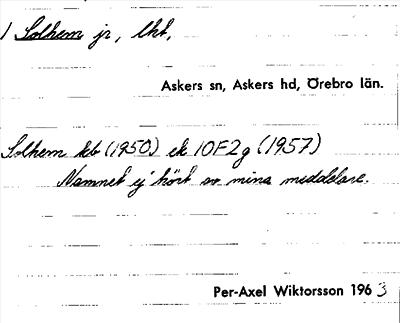 1 Solhem jr, lht,
Askers sn, Askers hd, Örebro län.
Solhem kb (1950) ek 10F2g (1957)
Namnet ej hört av mina meddelare.
Per-Axel Wiktorsson 1963